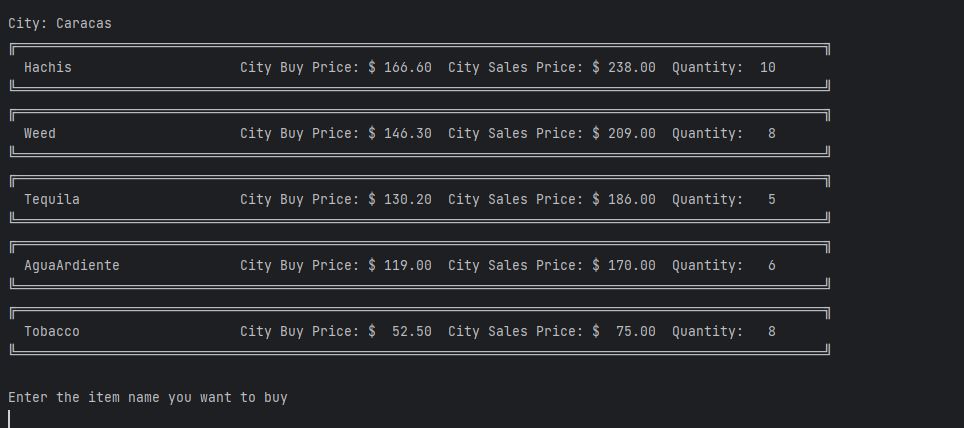 City: Caracas
Hachis City Buy Price: $ 166.60 City Sales Price: $ 238.00 Quantity: 10
Weed City Buy Price: $ 146.30 City Sales Price: $ 209.00 Quantity: 8
Tequila City Buy Price: $ 130.20 City Sales Price: $ 186.00 Quantity: 5
AguaArdiente City Buy Price: $ 119.00 City Sales Price: $ 170.00 Quantity: 6
Tobacco City Buy Price: $ 52.50 City Sales Price: $ 75.00 Quantity: 8
Enter the item name you want to buy